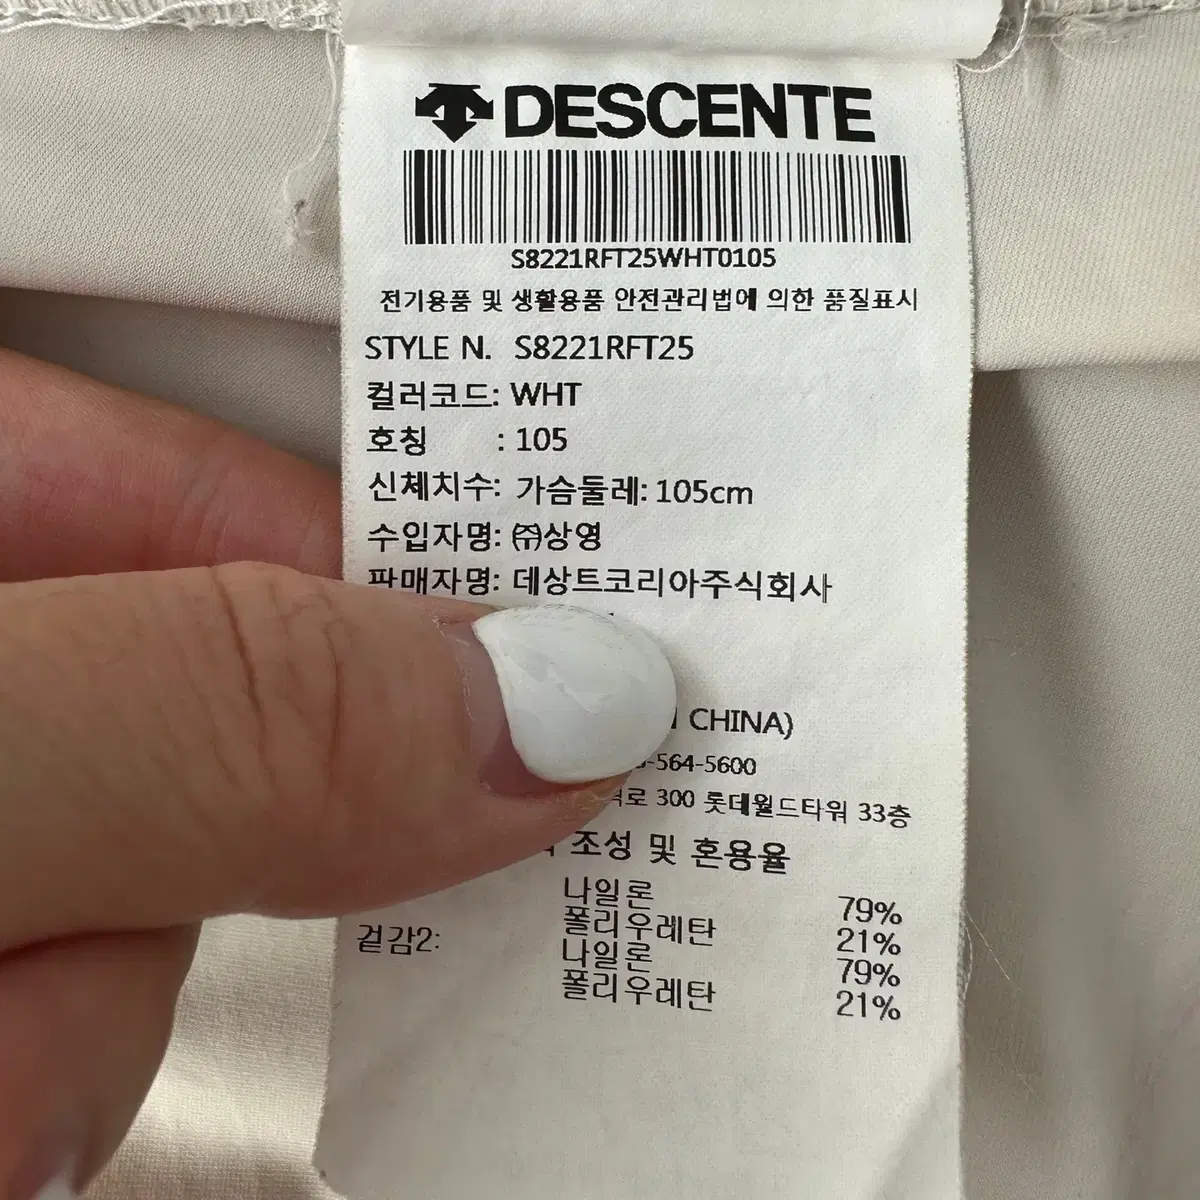 DESCENTE
S8221RFT25WHT0105
전기용품 및 생활용품 안전관리법에 의한 품질표시
STYLE N. S8221RFT25
컬러코드: WHT
호칭 : 105
신체치수: 가슴둘레: 105cm
수입자명: ㈜상영
판매자명: 데상트코리아주식회사
CHINA)
-564-5600
300 롯데월드타워 33층
조성 및 혼용율
나일론 79%
폴리우레탄 21%
겉감2: 나일론 79%
폴리우레탄 21%